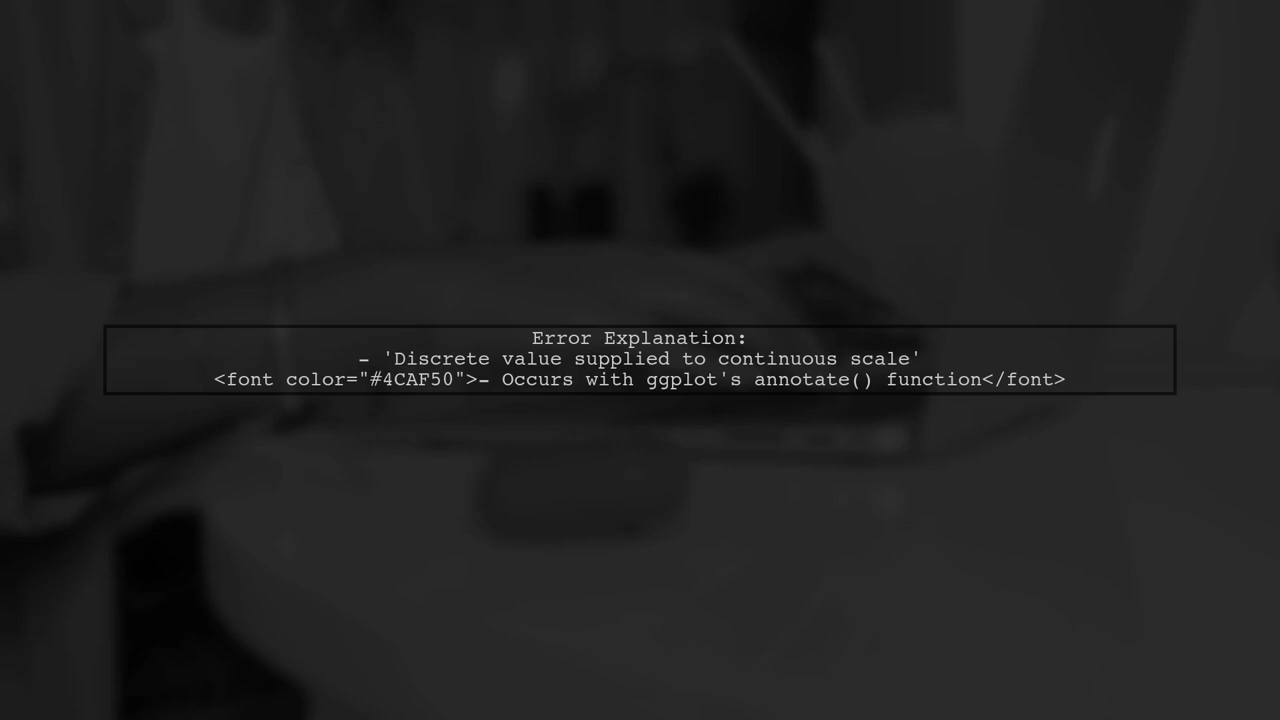 Error Explanation:
- 'Discrete value supplied to continuous scale'
<font color="#4CAF50">- Occurs with ggplot's annotate() function</font>